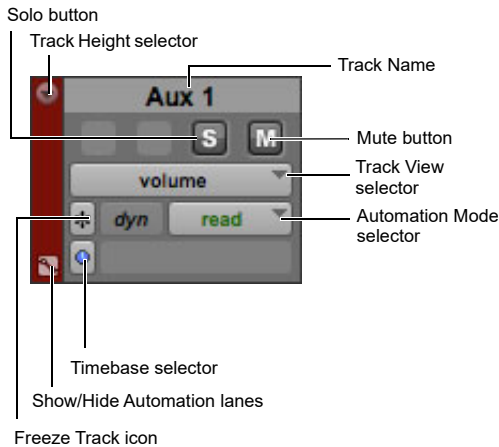 Solo button
Track Height selector
Track Name
Aux 1
S M
Mute button
volume
Track View
selector
dyn read
Automation Mode
selector
Timebase selector
Show/Hide Automation lanes
Freeze Track icon